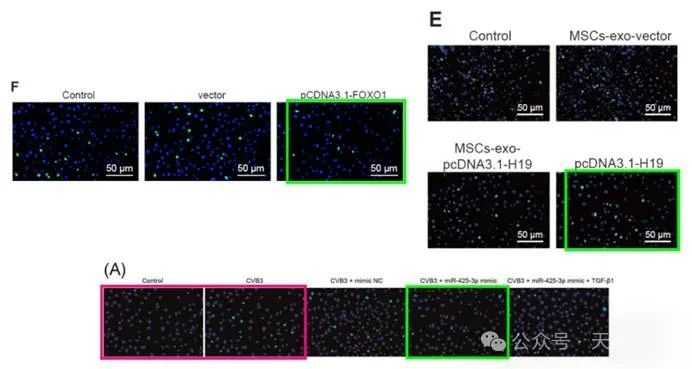 E
Control MSCs-exo-vector
50 μm 50 μm
F
Control vector pCDNA3.1-FOXO1
50 μm 50 μm 50 μm
MSCs-exo-
pcDNA3.1-H19 pcDNA3.1-H19
50 μm 50 μm
(A)
Control CVB3 CVB3 + mimic NC CVB3 + miR-425-3p mimic CVB3 + miR-425-3p mimic + TGF-β1
公众号·天